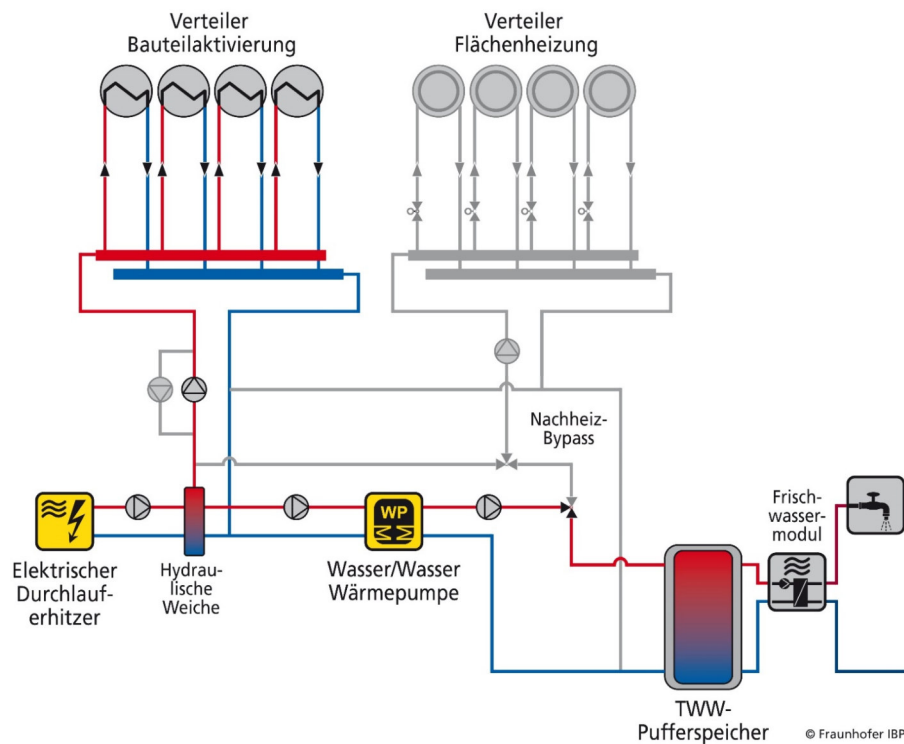 Verteiler
Bauteilaktivierung
Verteiler
Flächenheizung
Nachheiz-
Bypass
Frisch-
wasser-
modul
WP
Elektrischer
Durchlauf-
erhitzer
Hydrau-
lische
Weiche
Wasser/Wasser
Wärmepumpe
TWW-
Pufferspeicher
© Fraunhofer IBP